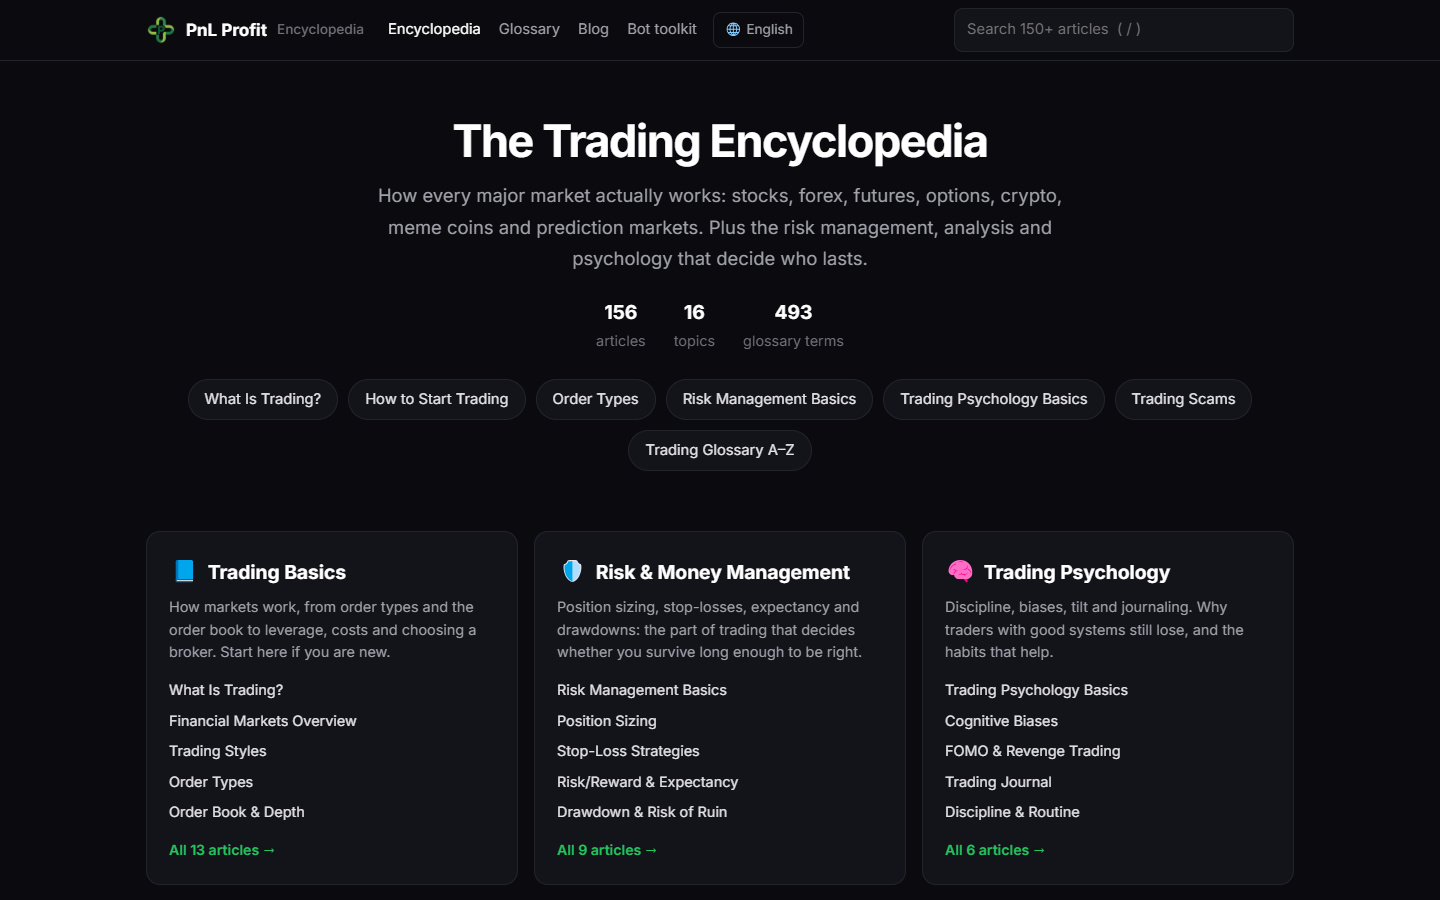 PnL Profit Encyclopedia Encyclopedia Glossary Blog Bot toolkit English Search 150+ articles ( / )
The Trading Encyclopedia
How every major market actually works: stocks, forex, futures, options, crypto,
meme coins and prediction markets. Plus the risk management, analysis and
psychology that decide who lasts.
156 16 493
articles topics glossary terms
What Is Trading? How to Start Trading Order Types Risk Management Basics Trading Psychology Basics Trading Scams
Trading Glossary A–Z
Trading Basics
How markets work, from order types and the
order book to leverage, costs and choosing a
broker. Start here if you are new.
What Is Trading?
Financial Markets Overview
Trading Styles
Order Types
Order Book & Depth
All 13 articles →
Risk & Money Management
Position sizing, stop-losses, expectancy and
drawdowns: the part of trading that decides
whether you survive long enough to be right.
Risk Management Basics
Position Sizing
Stop-Loss Strategies
Risk/Reward & Expectancy
Drawdown & Risk of Ruin
All 9 articles →
Trading Psychology
Discipline, biases, tilt and journaling. Why
traders with good systems still lose, and the
habits that help.
Trading Psychology Basics
Cognitive Biases
FOMO & Revenge Trading
Trading Journal
Discipline & Routine
All 6 articles →